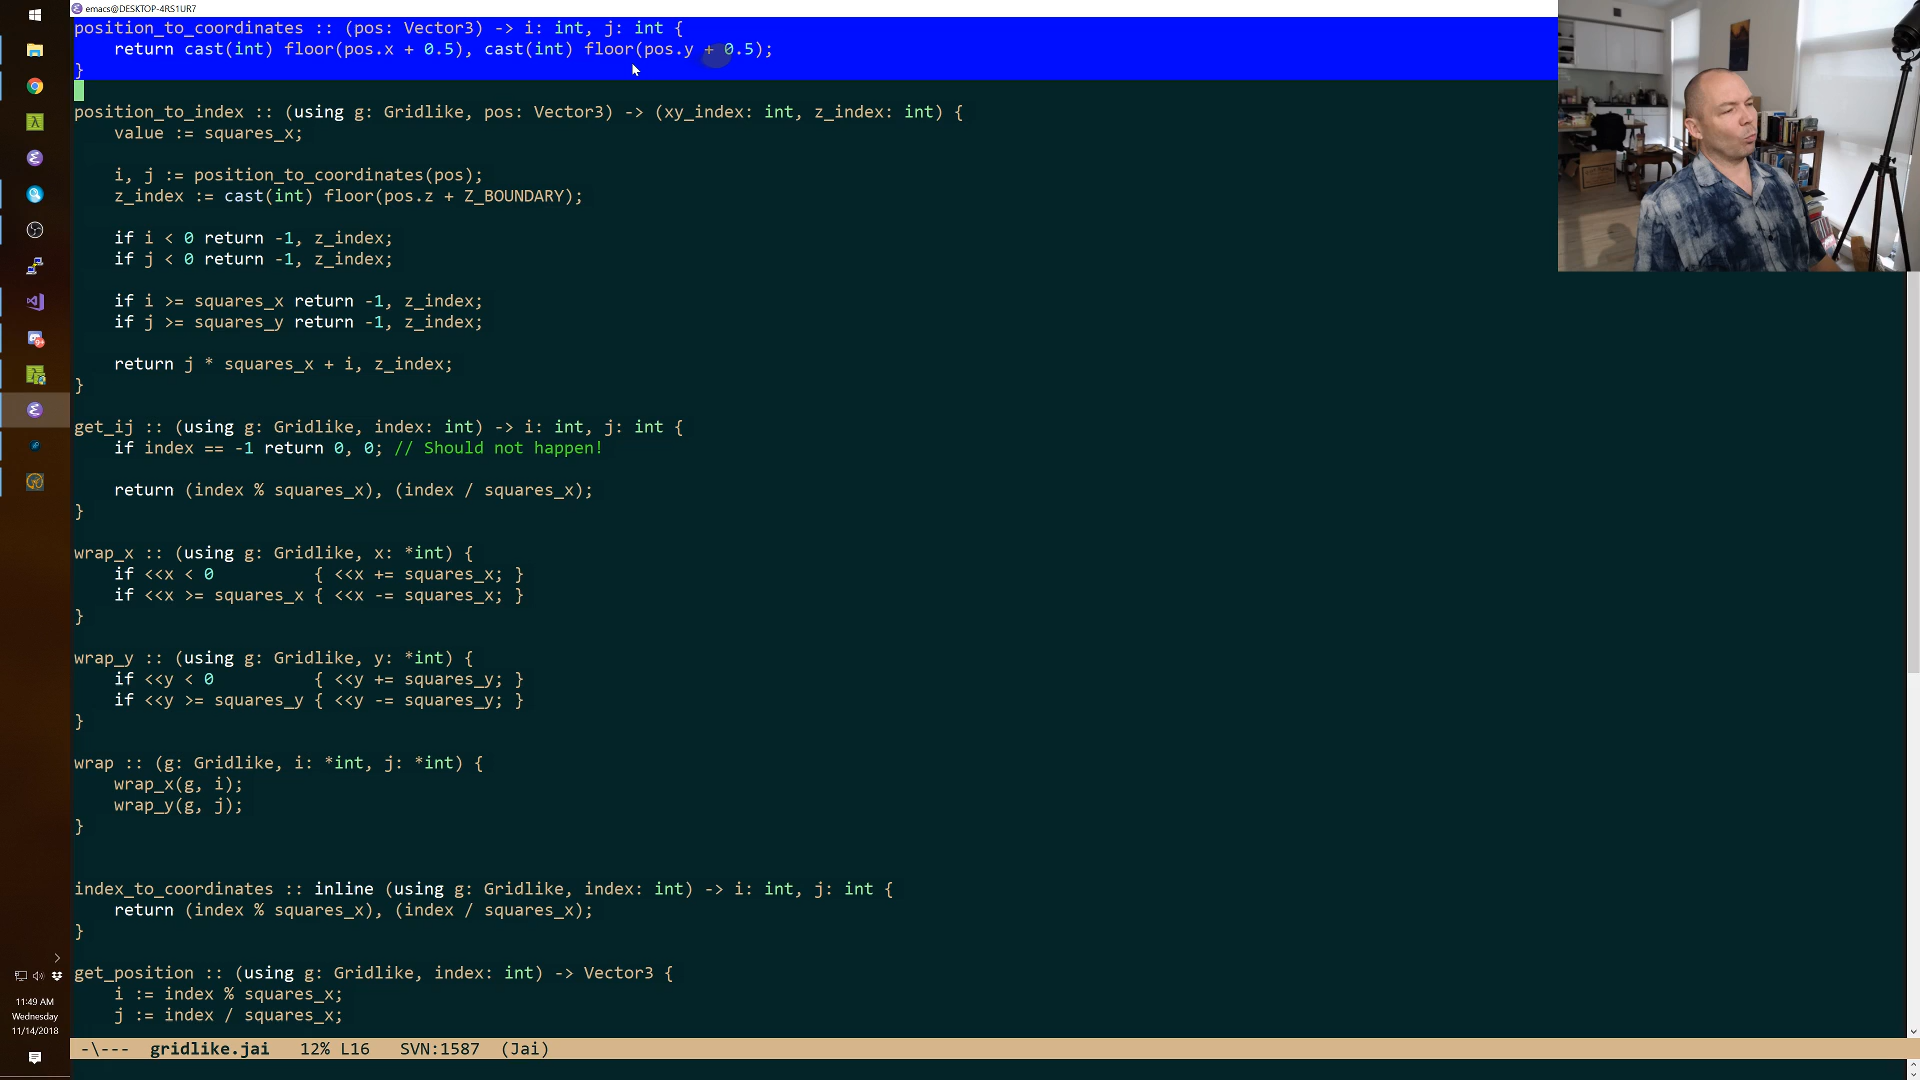 emacs@DESKTOP-4RS1UR7
position_to_coordinates :: (pos: Vector3) -> i: int, j: int {
    return cast(int) floor(pos.x + 0.5), cast(int) floor(pos.y + 0.5);
}
position_to_index :: (using g: Gridlike, pos: Vector3) -> (xy_index: int, z_index: int) {
    value := squares_x;
    i, j := position_to_coordinates(pos);
    z_index := cast(int) floor(pos.z + Z_BOUNDARY);
    if i < 0 return -1, z_index;
    if j < 0 return -1, z_index;
    if i >= squares_x return -1, z_index;
    if j >= squares_y return -1, z_index;
    return j * squares_x + i, z_index;
}
get_ij :: (using g: Gridlike, index: int) -> i: int, j: int {
    if index == -1 return 0, 0; // Should not happen!
    return (index % squares_x), (index / squares_x);
}
wrap_x :: (using g: Gridlike, x: *int) {
    if <<x < 0          { <<x += squares_x; }
    if <<x >= squares_x { <<x -= squares_x; }
}
wrap_y :: (using g: Gridlike, y: *int) {
    if <<y < 0          { <<y += squares_y; }
    if <<y >= squares_y { <<y -= squares_y; }
}
wrap :: (g: Gridlike, i: *int, j: *int) {
    wrap_x(g, i);
    wrap_y(g, j);
}
index_to_coordinates :: inline (using g: Gridlike, index: int) -> i: int, j: int {
    return (index % squares_x), (index / squares_x);
}
get_position :: (using g: Gridlike, index: int) -> Vector3 {
    i := index % squares_x;
    j := index / squares_x;
-\---  gridlike.jai   12% L16   SVN:1587  (Jai)
11:49 AM
Wednesday
11/14/2018